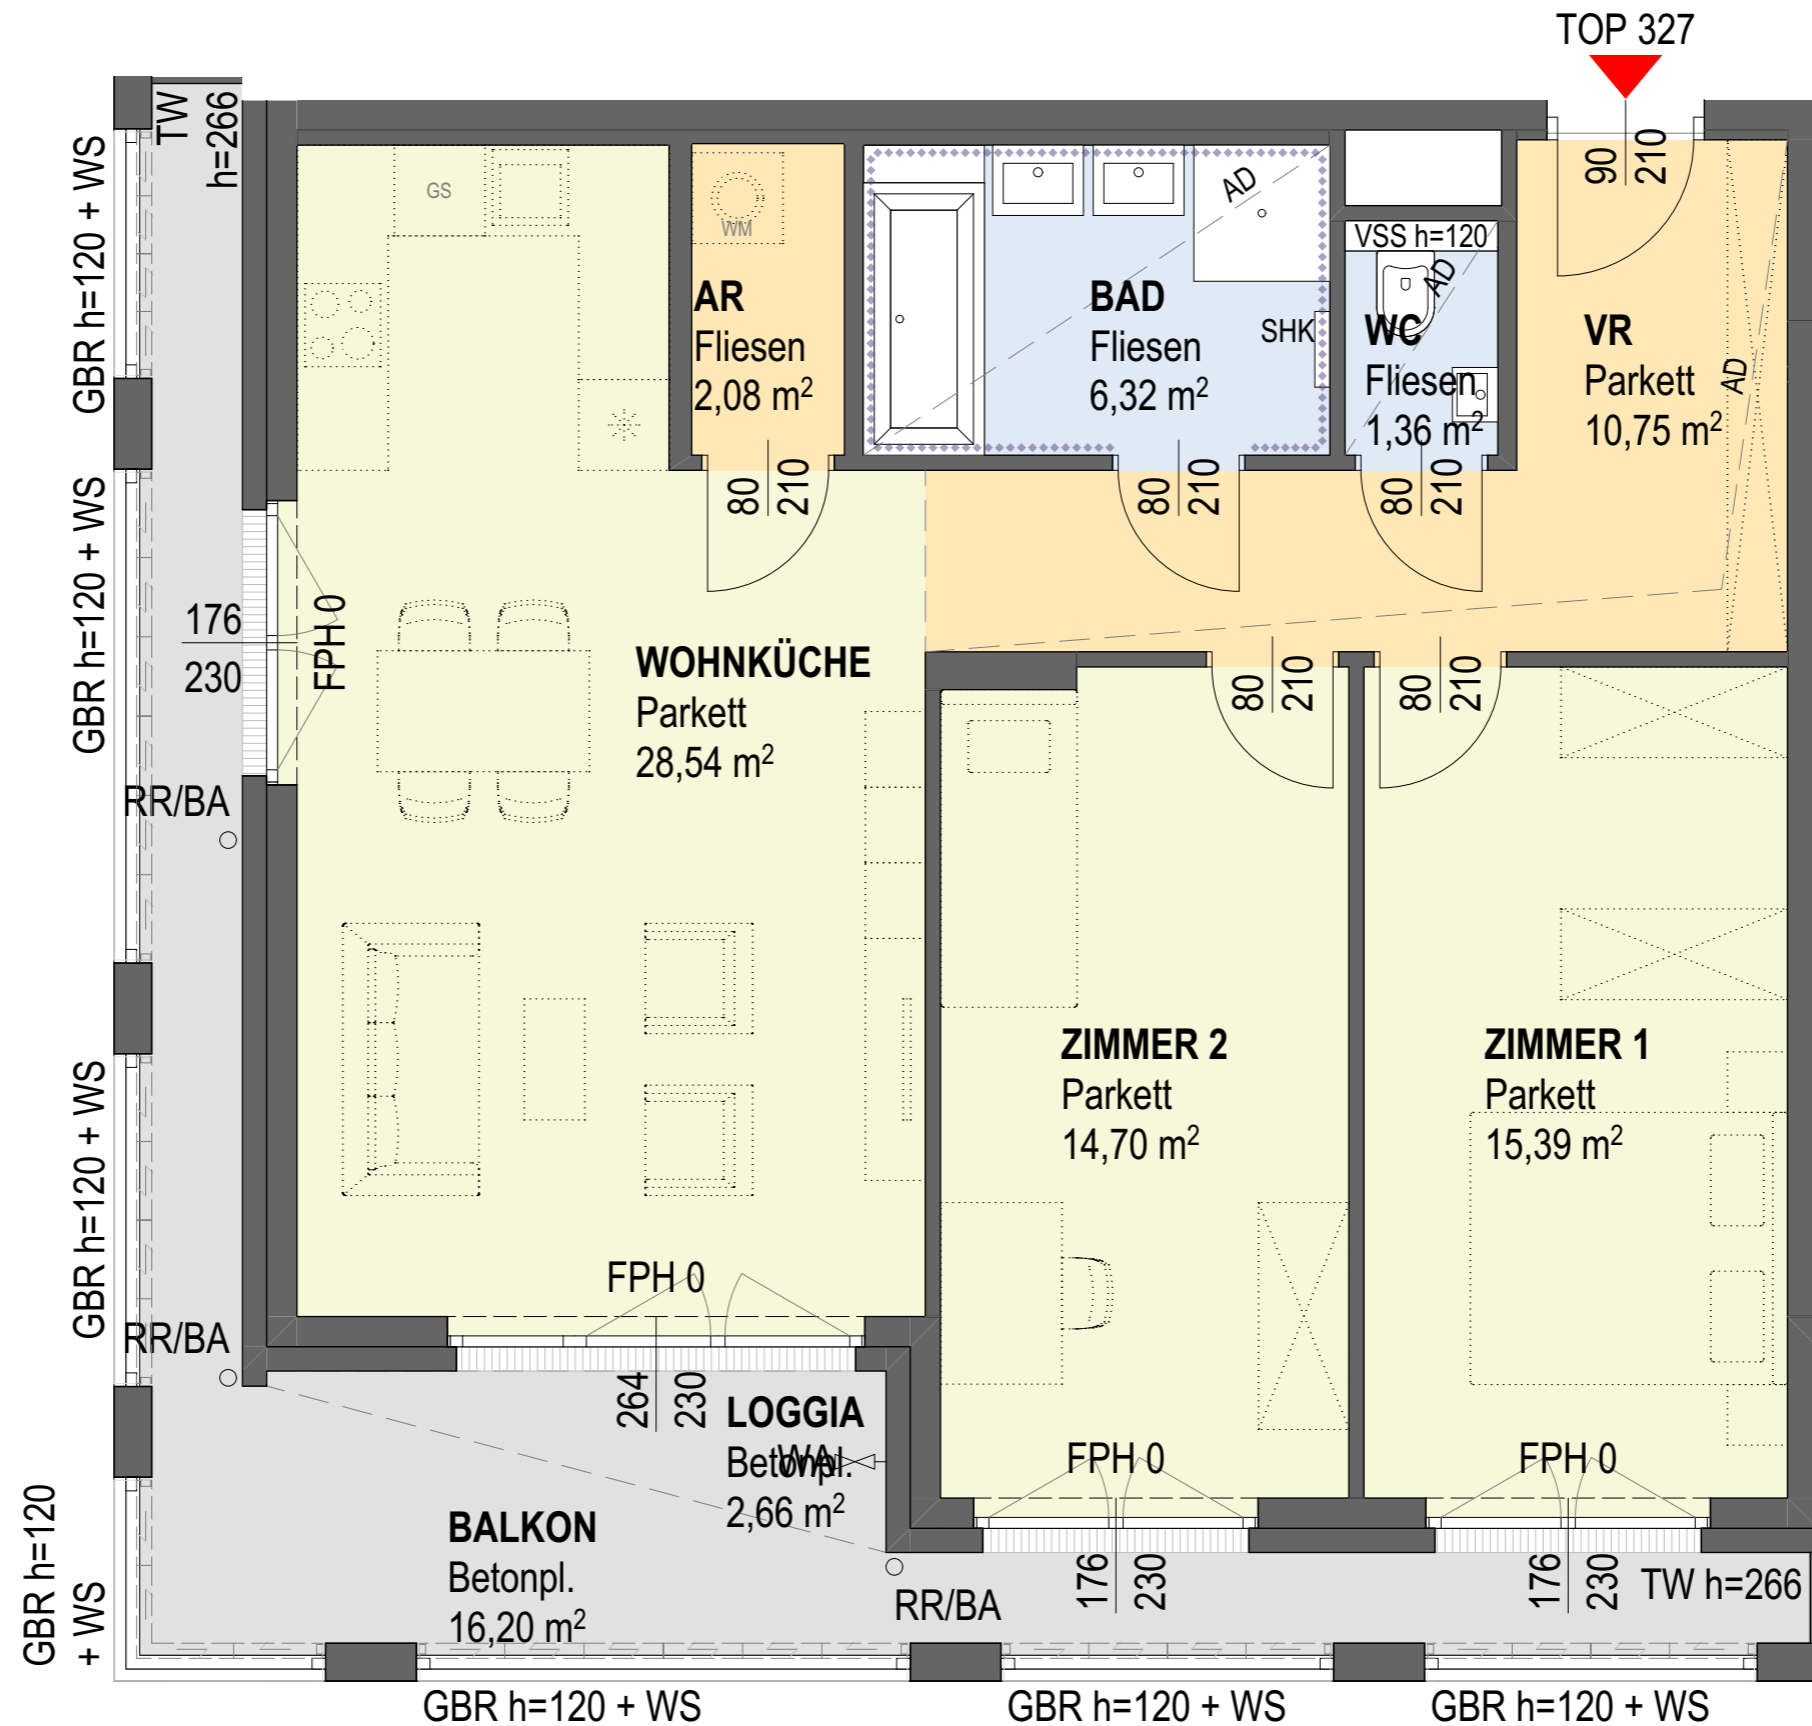 TOP 327
TW
h=266
90
210
GBR h=120 + WS
GS
WM
AD
VSS h=120
AD
AR
Fliesen
2,08 m²
BAD
Fliesen
6,32 m²
SHK
WC
Fliesen
1,36 m²
VR
Parkett
10,75 m²
AD
80
210
80
210
80
210
GBR h=120 + WS
176
230
FPH 0
WOHNKÜCHE
Parkett
28,54 m²
80
210
80
210
RR/BA
ZIMMER 2
Parkett
14,70 m²
ZIMMER 1
Parkett
15,39 m²
GBR h=120 + WS
FPH 0
RR/BA
264
230
LOGGIA
Betonpl.
2,66 m²
WA
FPH 0
FPH 0
BALKON
Betonpl.
16,20 m²
GBR h=120
+ WS
RR/BA
176
230
176
230
TW h=266
GBR h=120 + WS
GBR h=120 + WS
GBR h=120 + WS